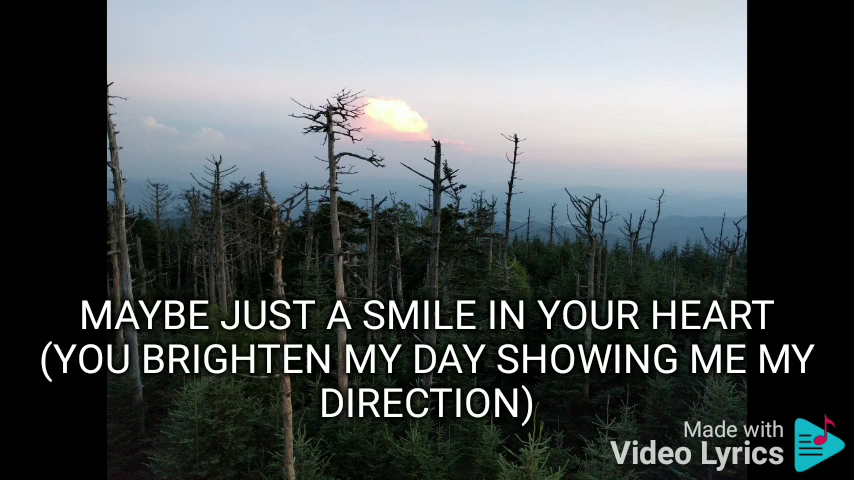 MAYBE JUST A SMILE IN YOUR HEART
(YOU BRIGHTEN MY DAY SHOWING ME MY
DIRECTION)
Made with
Video Lyrics